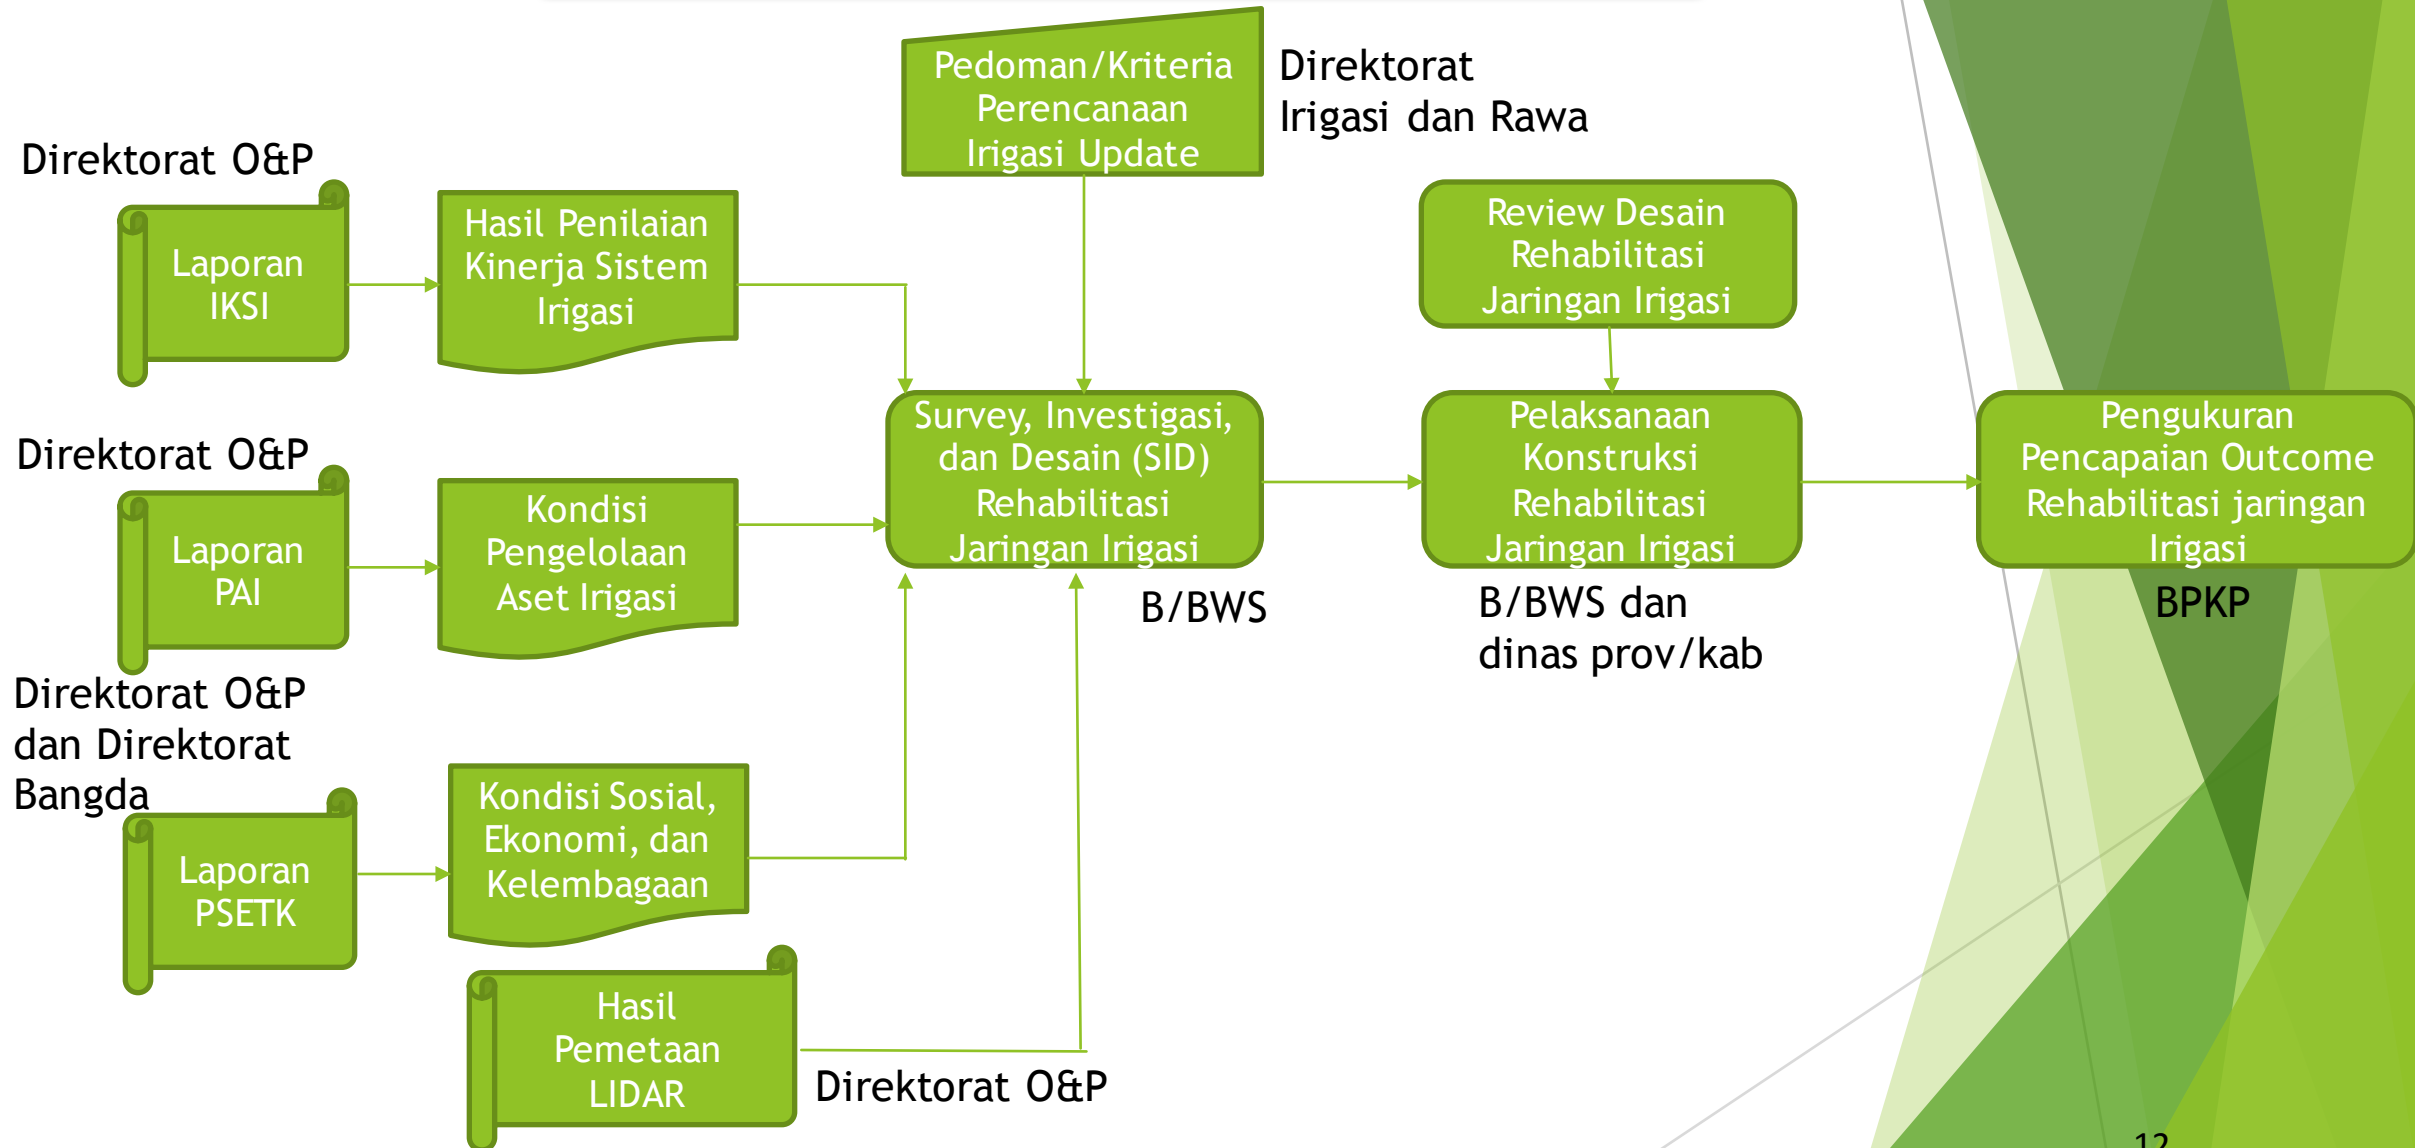 Pedoman/Kriteria
Perencanaan
Irigasi Update
Direktorat
Irigasi dan Rawa
Direktorat O&P
Laporan
IKSI
Hasil Penilaian
Kinerja Sistem
Irigasi
Review Desain
Rehabilitasi
Jaringan Irigasi
Direktorat O&P
Laporan
PAI
Kondisi
Pengelolaan
Aset Irigasi
Survey, Investigasi,
dan Desain (SID)
Rehabilitasi
Jaringan Irigasi
B/BWS
Pelaksanaan
Konstruksi
Rehabilitasi
Jaringan Irigasi
B/BWS dan
dinas prov/kab
Pengukuran
Pencapaian Outcome
Rehabilitasi jaringan
Irigasi
BPKP
Direktorat O&P
dan Direktorat
Bangda
Laporan
PSETK
Kondisi Sosial,
Ekonomi, dan
Kelembagaan
Hasil
Pemetaan
LIDAR
Direktorat O&P
12